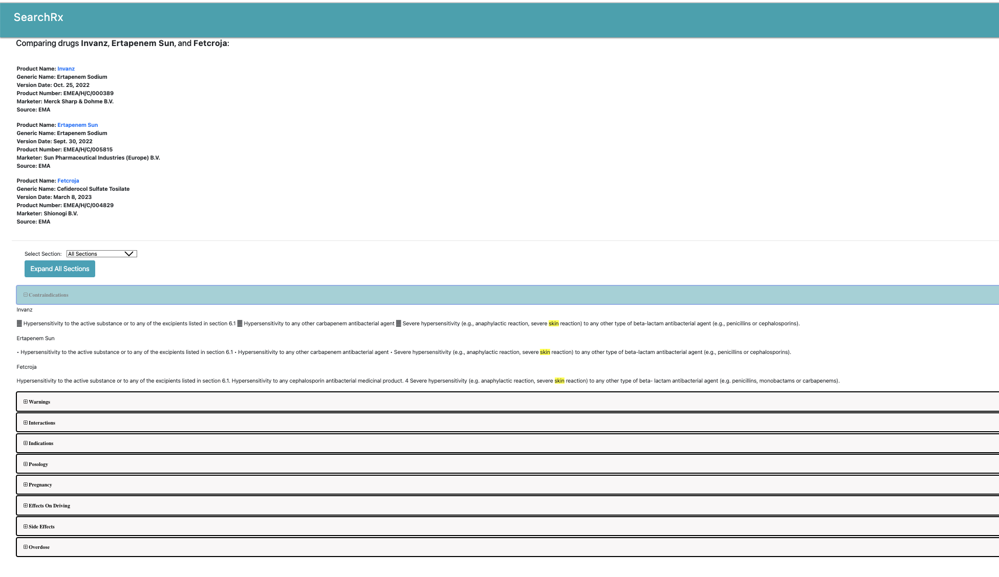 SearchRx
Comparing drugs Invanz, Ertapenem Sun, and Fetcroja:
Product Name: Invanz
Generic Name: Ertapenem Sodium
Version Date: Oct. 25, 2022
Product Number: EMEA/H/C/000389
Marketer: Merck Sharp & Dohme B.V.
Source: EMA
Product Name: Ertapenem Sun
Generic Name: Ertapenem Sodium
Version Date: Sept. 30, 2022
Product Number: EMEA/H/C/005815
Marketer: Sun Pharmaceutical Industries (Europe) B.V.
Source: EMA
Product Name: Fetcroja
Generic Name: Cefiderocol Sulfate Tosilate
Version Date: March 8, 2023
Product Number: EMEA/H/C/004829
Marketer: Shionogi B.V.
Source: EMA
Select Section: All Sections
Expand All Sections
Contraindications
Invanz
Hypersensitivity to the active substance or to any of the excipients listed in section 6.1 Hypersensitivity to any other carbapenem antibacterial agent Severe hypersensitivity (e.g., anaphylactic reaction, severe skin reaction) to any other type of beta-lactam antibacterial agent (e.g., penicillins or cephalosporins).
Ertapenem Sun
• Hypersensitivity to the active substance or to any of the excipients listed in section 6.1 • Hypersensitivity to any other carbapenem antibacterial agent • Severe hypersensitivity (e.g., anaphylactic reaction, severe skin reaction) to any other type of beta-lactam antibacterial agent (e.g., penicillins or cephalosporins).
Fetcroja
Hypersensitivity to the active substance or to any of the excipients listed in section 6.1. Hypersensitivity to any cephalosporin antibacterial medicinal product. 4 Severe hypersensitivity (e.g. anaphylactic reaction, severe skin reaction) to any other type of beta- lactam antibacterial agent (e.g. penicillins, monobactams or carbapenems).
Warnings
Interactions
Indications
Posology
Pregnancy
Effects On Driving
Side Effects
Overdose